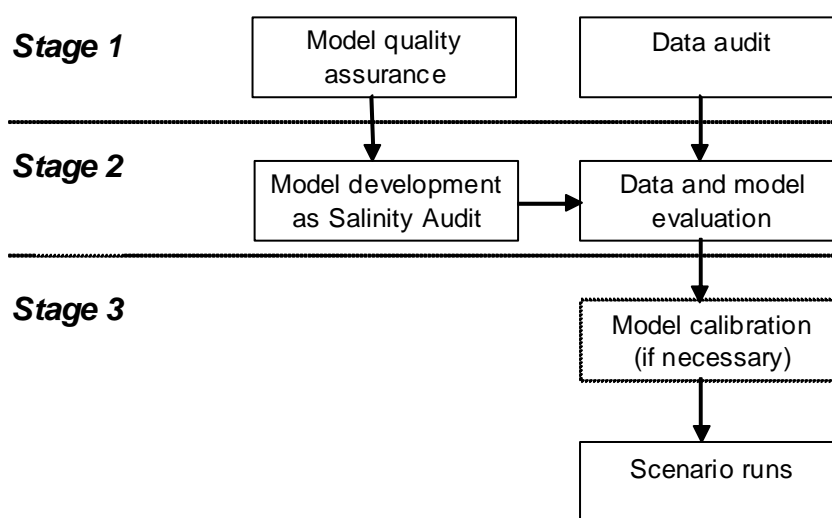 Stage 1
Model quality
assurance
Data audit
Stage 2
Model development
as Salinity Audit
Data and model
evaluation
Stage 3
Model calibration
(if necessary)
Scenario runs